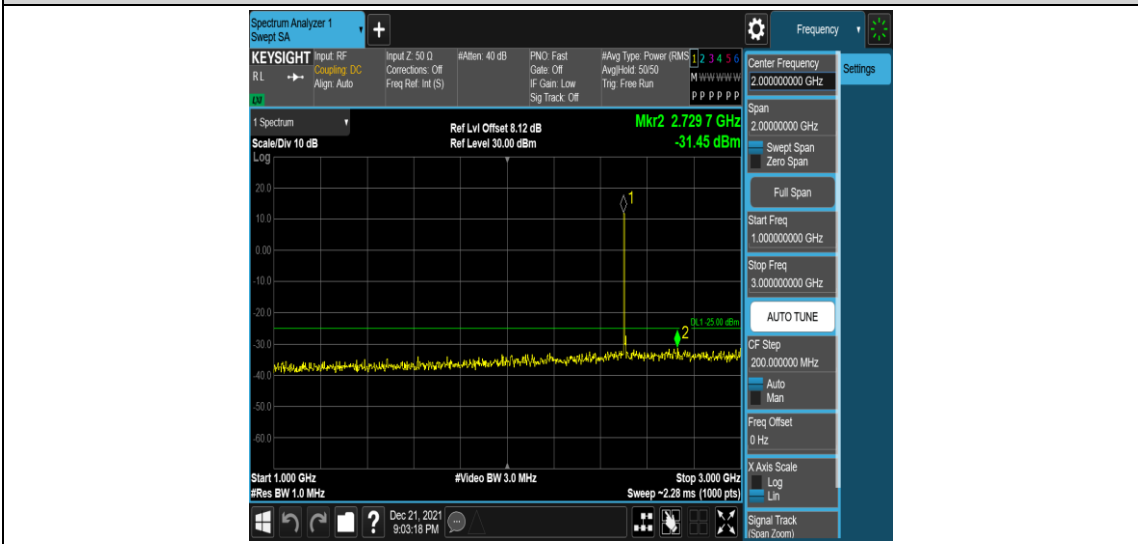 Spectrum Analyzer 1
Swept SA
+
Frequency
KEYSIGHT
RL
LXI
Input: RF
Coupling: DC
Align: Auto
Input Z: 50 Ω
Corrections: Off
Freq Ref: Int (S)
#Atten: 40 dB
PNO: Fast
Gate: Off
IF Gain: Low
Sig Track: Off
#Avg Type: Power (RMS
Avg|Hold: 50/50
Trig: Free Run
1 2 3 4 5 6
M W W W W W
P P P P P P
1 Spectrum
Scale/Div 10 dB
Log
Ref Lvl Offset 8.12 dB
Ref Level 30.00 dBm
Mkr2 2.729 7 GHz
-31.45 dBm
20.0
10.0
0.00
-10.0
-20.0
-30.0
-40.0
-50.0
-60.0
1
DL1 -25.00 dBm
2
Start 1.000 GHz
#Res BW 1.0 MHz
#Video BW 3.0 MHz
Stop 3.000 GHz
Sweep ~2.28 ms (1000 pts)
?
Dec 21, 2021
9:03:18 PM
Center Frequency
2.000000000 GHz
Settings
Span
2.00000000 GHz
Swept Span
Zero Span
Full Span
Start Freq
1.000000000 GHz
Stop Freq
3.000000000 GHz
AUTO TUNE
CF Step
200.000000 MHz
Auto
Man
Freq Offset
0 Hz
X Axis Scale
Log
Lin
Signal Track
(Span Zoom)